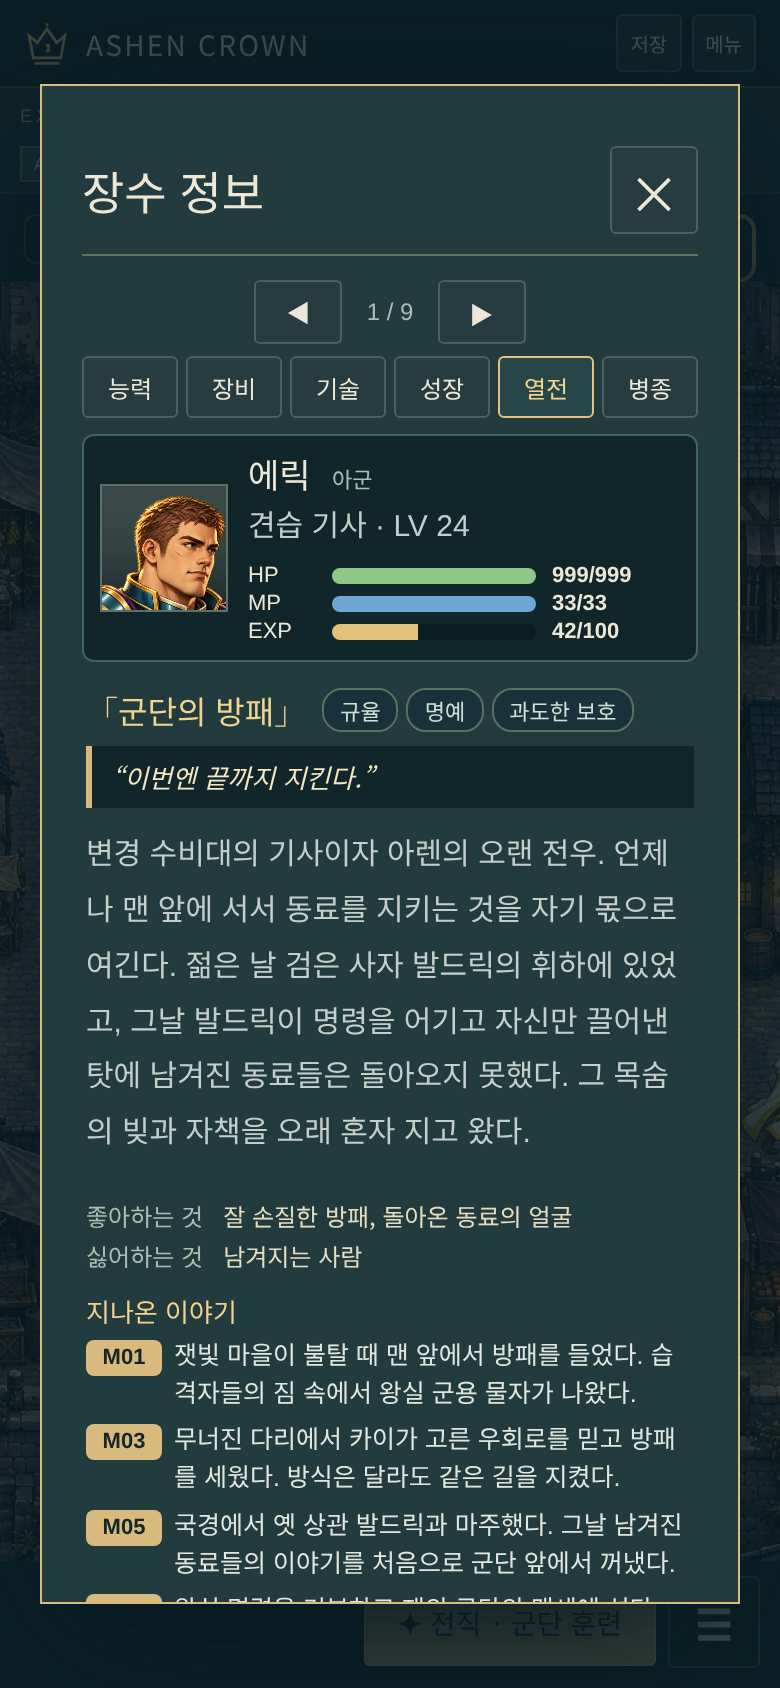 ASHEN CROWN
저장
메뉴
장수 정보
1 / 9
능력
장비
기술
성장
열전
병종
에릭 아군
견습 기사 · LV 24
HP 999/999
MP 33/33
EXP 42/100
「군단의 방패」 규율 명예 과도한 보호
“이번엔 끝까지 지킨다.”
변경 수비대의 기사이자 아렌의 오랜 전우. 언제
나 맨 앞에 서서 동료를 지키는 것을 자기 몫으로
여긴다. 젊은 날 검은 사자 발드릭의 휘하에 있었
고, 그날 발드릭이 명령을 어기고 자신만 끌어낸
탓에 남겨진 동료들은 돌아오지 못했다. 그 목숨
의 빚과 자책을 오래 혼자 지고 왔다.
좋아하는 것 잘 손질한 방패, 돌아온 동료의 얼굴
싫어하는 것 남겨지는 사람
지나온 이야기
M01 잿빛 마을이 불탈 때 맨 앞에서 방패를 들었다. 습
격자들의 짐 속에서 왕실 군용 물자가 나왔다.
M03 무너진 다리에서 카이가 고른 우회로를 믿고 방패
를 세웠다. 방식은 달라도 같은 길을 지켰다.
M05 국경에서 옛 상관 발드릭과 마주했다. 그날 남겨진
동료들의 이야기를 처음으로 군단 앞에서 꺼냈다.
✦ 전직 · 군단 훈련